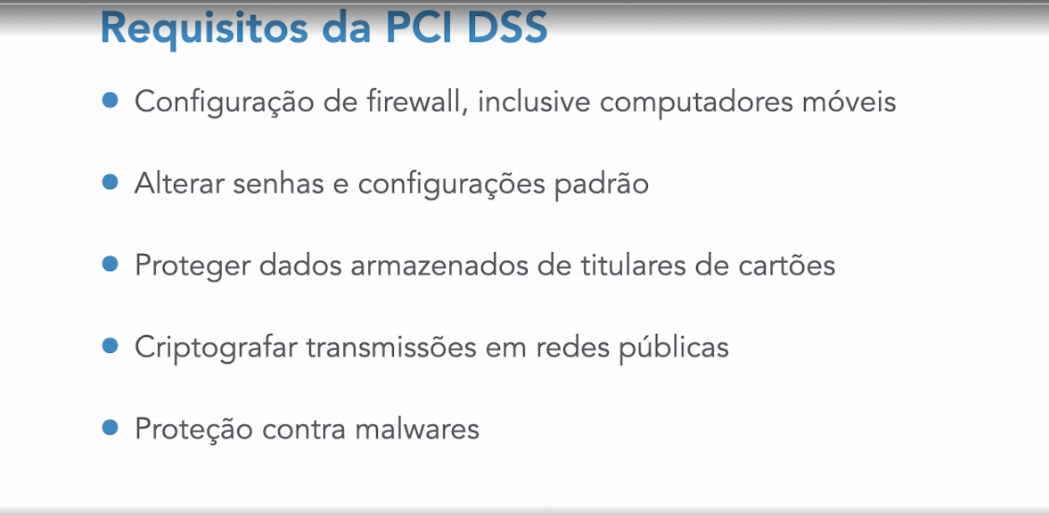 Requisitos da PCI DSS
• Configuração de firewall, inclusive computadores móveis
• Alterar senhas e configurações padrão
• Proteger dados armazenados de titulares de cartões
• Criptografar transmissões em redes públicas
• Proteção contra malwares